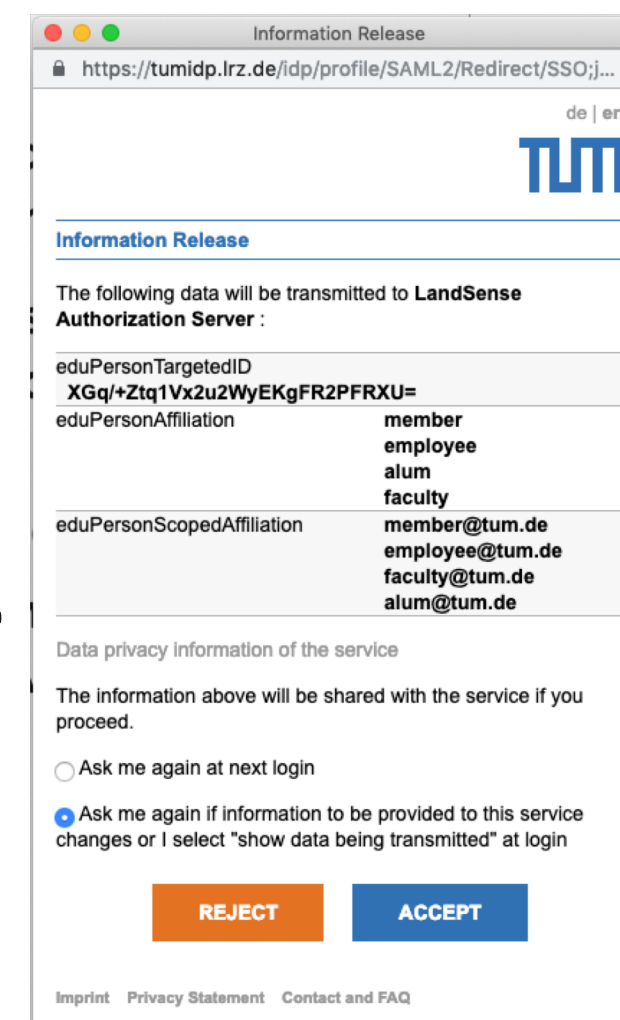 Information Release
https://tumidp.lrz.de/idp/profile/SAML2/Redirect/SSO;j...
de | en
TUM
Information Release
The following data will be transmitted to LandSense
Authorization Server :
eduPersonTargetedID
XGq/+Ztq1Vx2u2WyEKgFR2PFRXU=
eduPersonAffiliation member
employee
alum
faculty
eduPersonScopedAffiliation member@tum.de
employee@tum.de
faculty@tum.de
alum@tum.de
Data privacy information of the service
The information above will be shared with the service if you
proceed.
Ask me again at next login
Ask me again if information to be provided to this service
changes or I select "show data being transmitted" at login
REJECT ACCEPT
Imprint Privacy Statement Contact and FAQ